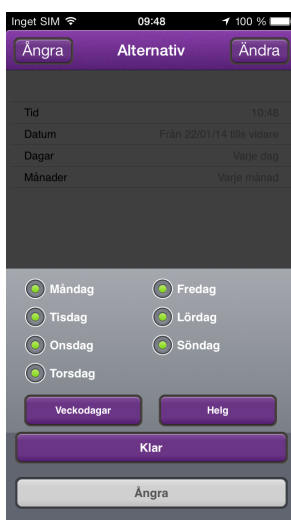 Inget SIM 09:48 100 %
Ångra Alternativ Ändra
Tid 10:48
Datum Från 22/01/14 tills vidare
Dagar Varje dag
Månader Varje månad
Måndag Fredag
Tisdag Lördag
Onsdag Söndag
Torsdag
Veckodagar Helg
Klar
Ångra